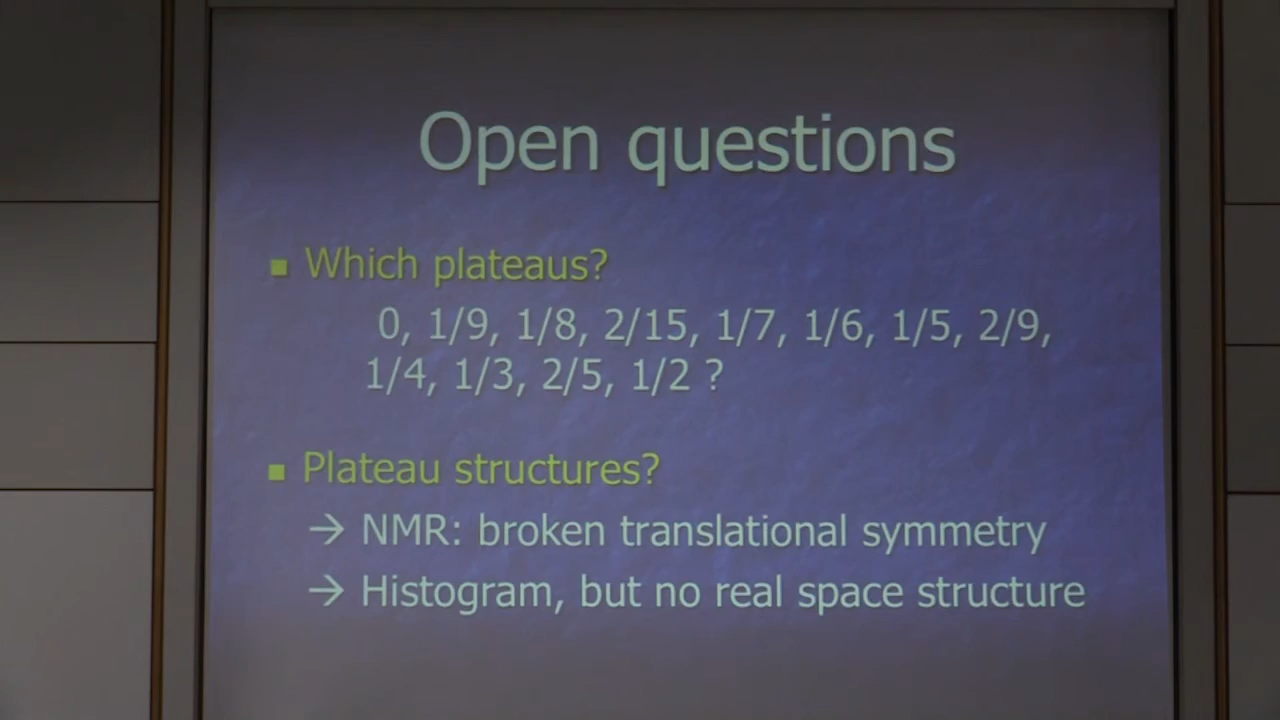 Open questions
▪ Which plateaus?
0, 1/9, 1/8, 2/15, 1/7, 1/6, 1/5, 2/9,
1/4, 1/3, 2/5, 1/2 ?
▪ Plateau structures?
→ NMR: broken translational symmetry
→ Histogram, but no real space structure